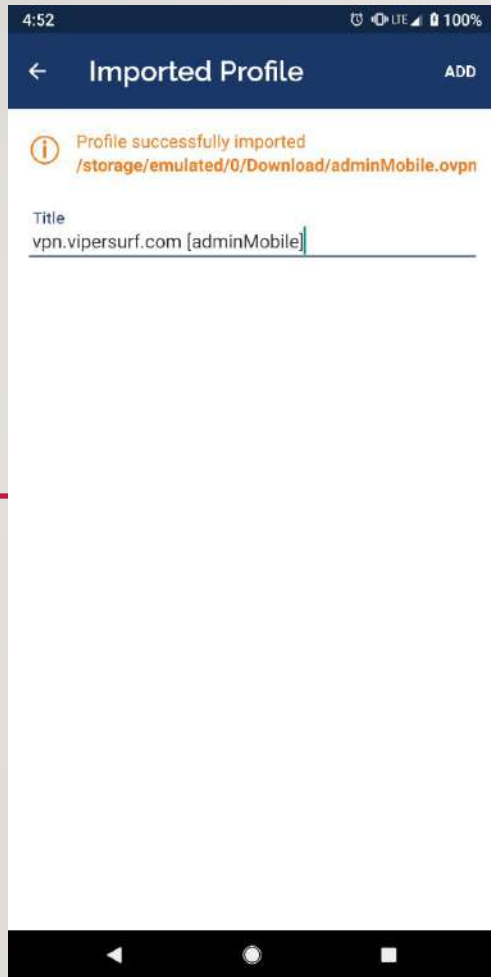 4:52 LTE 100%
Imported Profile ADD
Profile successfully imported
/storage/emulated/0/Download/adminMobile.ovpn
Title
vpn.vipersurf.com [adminMobile]